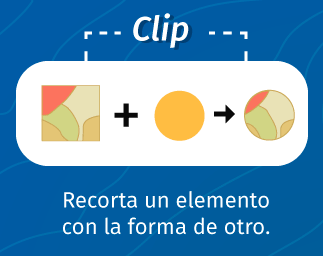 Clip
Recorta un elemento
con la forma de otro.